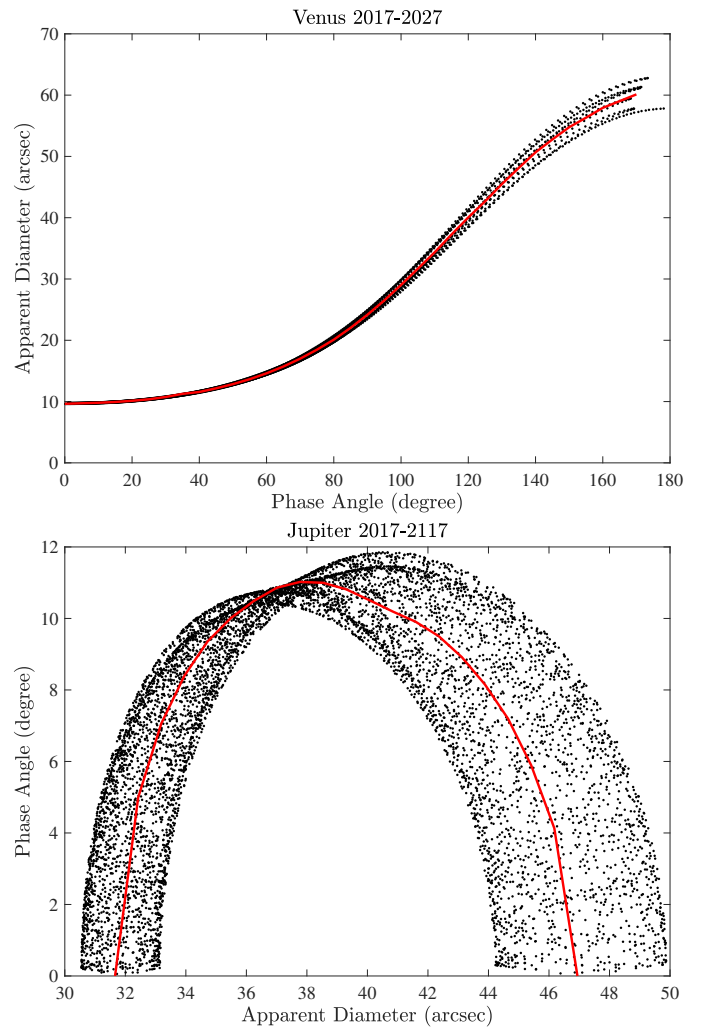 Venus 2017-2027
70
60
50
40
30
20
10
0
Apparent Diameter (arcsec)
0 20 40 60 80 100 120 140 160 180
Phase Angle (degree)
Jupiter 2017-2117
12
10
8
6
4
2
0
Phase Angle (degree)
30 32 34 36 38 40 42 44 46 48 50
Apparent Diameter (arcsec)